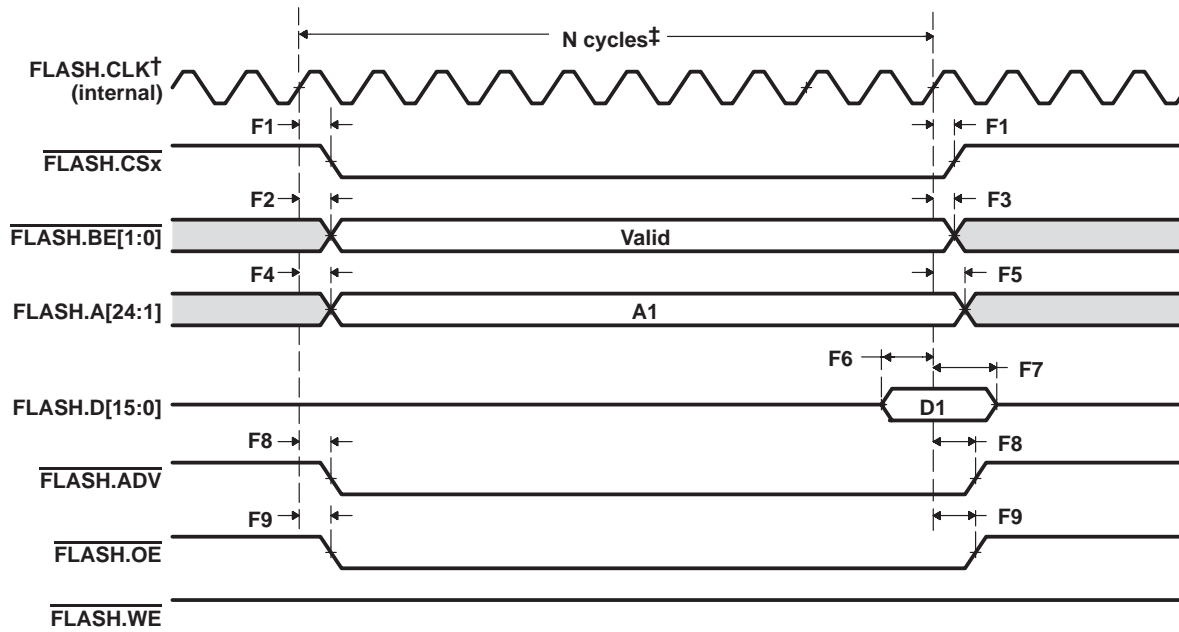 N cycles‡
FLASH.CLK†
(internal)
F1
F1
FLASH.CSx
F2
F3
FLASH.BE[1:0]
Valid
F4
F5
FLASH.A[24:1]
A1
F6
F7
FLASH.D[15:0]
D1
F8
F8
FLASH.ADV
F9
F9
FLASH.OE
FLASH.WE